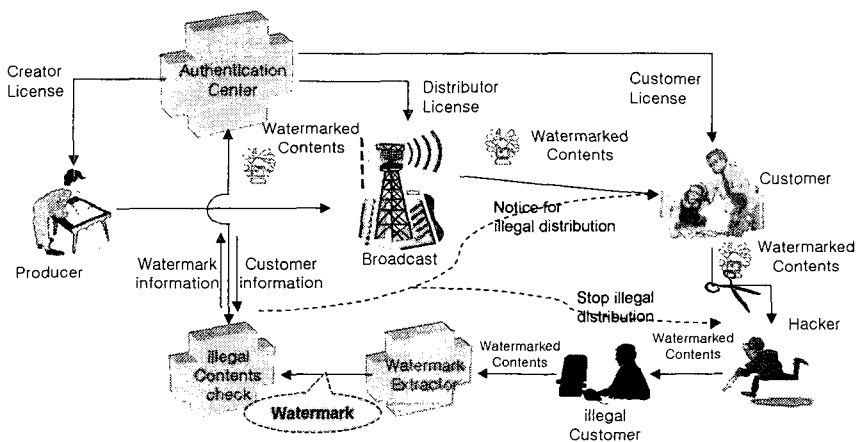 Authentication
Center
Creator
License
Distributor
License
Customer
License
Watermarked
Contents
Watermarked
Contents
Customer
Producer
Broadcast
Notice for
illegal distribution
Watermark
information
Customer
information
Watermarked
Contents
Stop illegal
distribution
Hacker
Illegal
Contents
check
Watermark
Extractor
Watermarked
Contents
Watermarked
Contents
Watermark
illegal
Customer